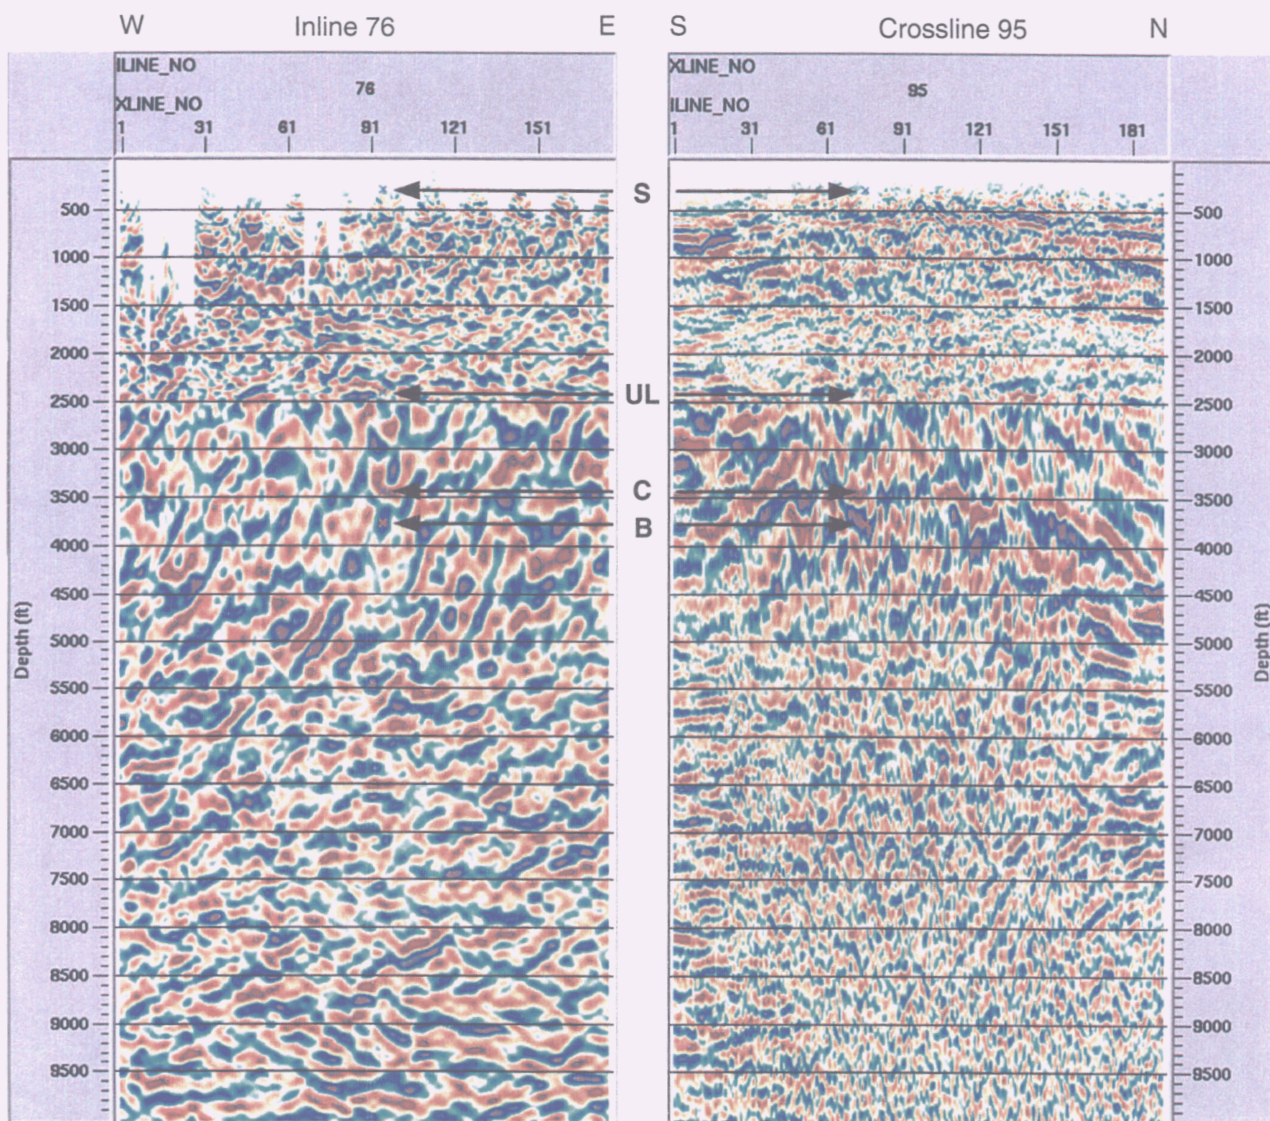 W Inline 76 E
ILINE_NO
76
XLINE_NO
1 31 61 91 121 151
500
1000
1500
2000
2500
3000
3500
4000
4500
5000
5500
6000
6500
7000
7500
8000
8500
9000
9500
Depth (ft)
S
UL
C
B
S Crossline 95 N
XLINE_NO
95
ILINE_NO
1 31 61 91 121 151 181
500
1000
1500
2000
2500
3000
3500
4000
4500
5000
5500
6000
6500
7000
7500
8000
8500
9000
9500
Depth (ft)